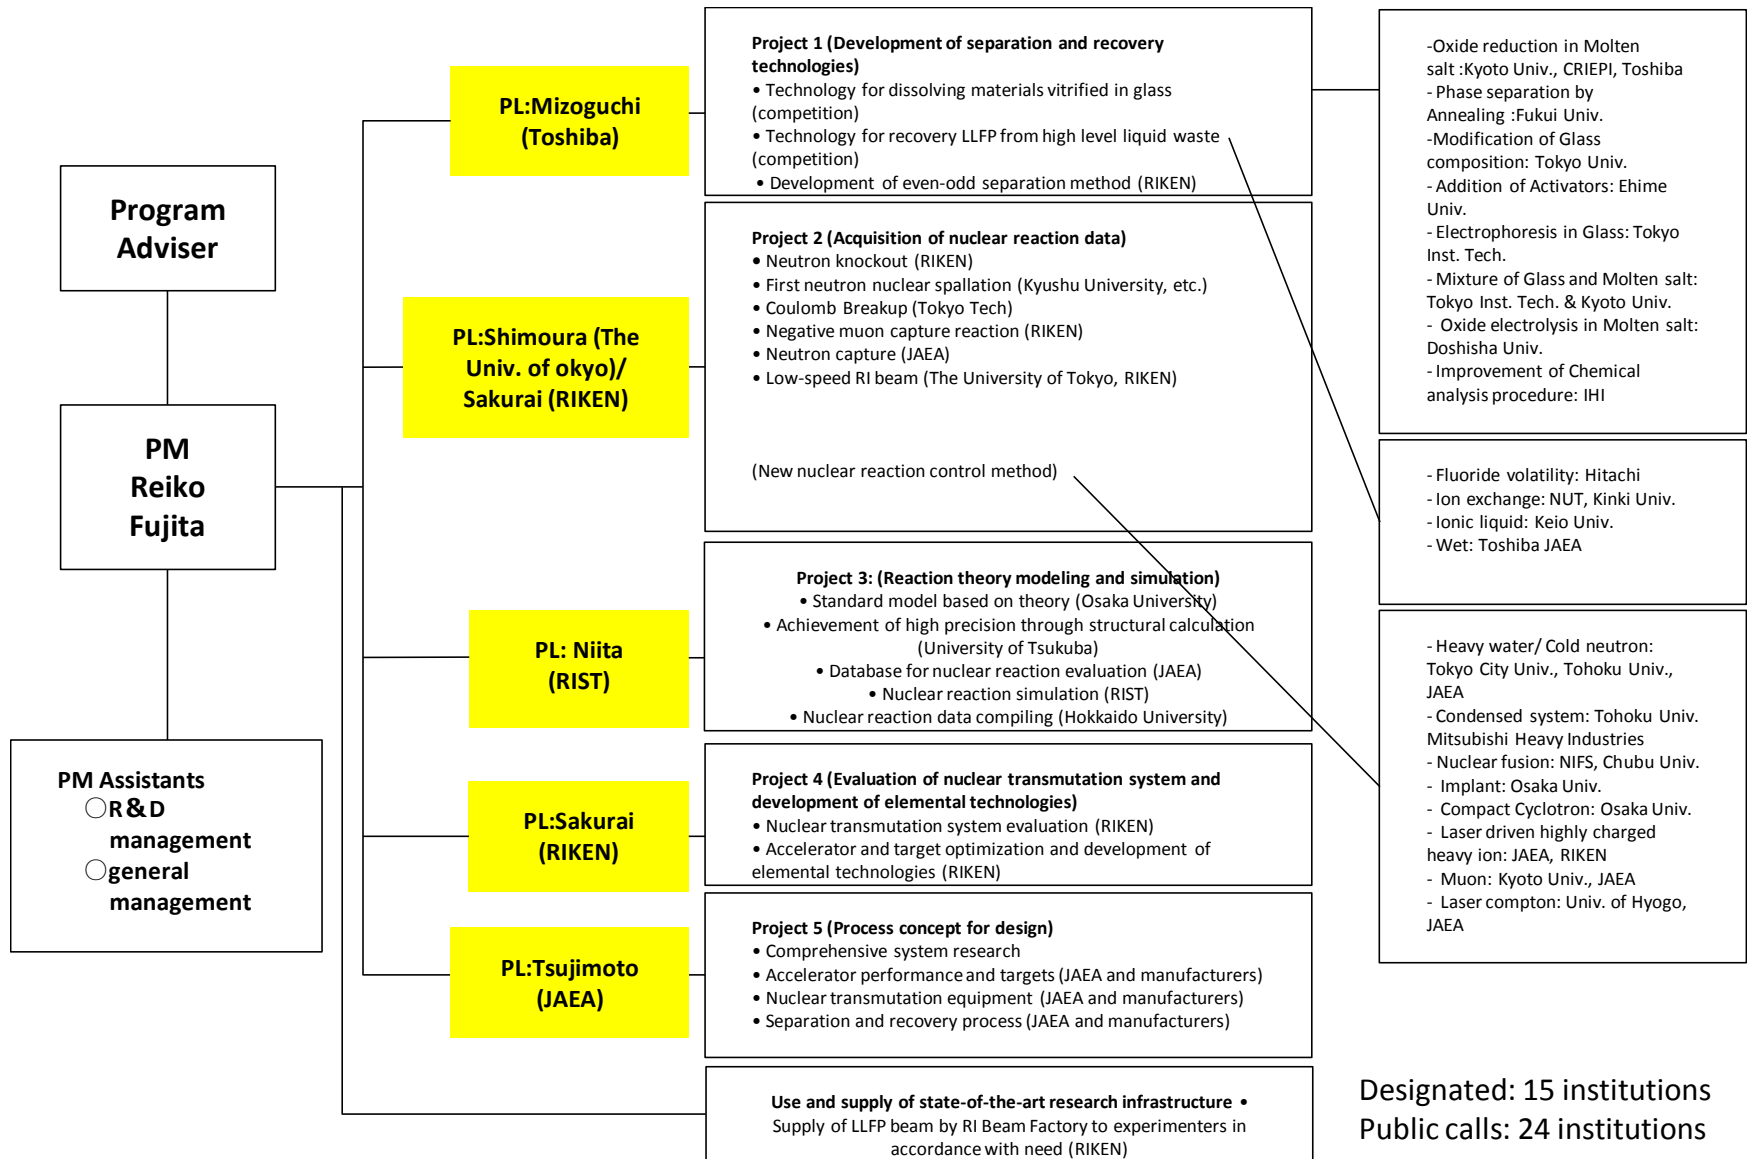 Program
Adviser
PM
Reiko
Fujita
PM Assistants
○R&D
management
○general
management
PL:Mizoguchi
(Toshiba)
PL:Shimoura (The
Univ. of okyo)/
Sakurai (RIKEN)
PL: Niita
(RIST)
PL:Sakurai
(RIKEN)
PL:Tsujimoto
(JAEA)
Project 1 (Development of separation and recovery
technologies)
• Technology for dissolving materials vitrified in glass
(competition)
• Technology for recovery LLFP from high level liquid waste
(competition)
• Development of even-odd separation method (RIKEN)
Project 2 (Acquisition of nuclear reaction data)
• Neutron knockout (RIKEN)
• First neutron nuclear spallation (Kyushu University, etc.)
• Coulomb Breakup (Tokyo Tech)
• Negative muon capture reaction (RIKEN)
• Neutron capture (JAEA)
• Low-speed RI beam (The University of Tokyo, RIKEN)
(New nuclear reaction control method)
Project 3: (Reaction theory modeling and simulation)
• Standard model based on theory (Osaka University)
• Achievement of high precision through structural calculation
(University of Tsukuba)
• Database for nuclear reaction evaluation (JAEA)
• Nuclear reaction simulation (RIST)
• Nuclear reaction data compiling (Hokkaido University)
Project 4 (Evaluation of nuclear transmutation system and
development of elemental technologies)
• Nuclear transmutation system evaluation (RIKEN)
• Accelerator and target optimization and development of
elemental technologies (RIKEN)
Project 5 (Process concept for design)
• Comprehensive system research
• Accelerator performance and targets (JAEA and manufacturers)
• Nuclear transmutation equipment (JAEA and manufacturers)
• Separation and recovery process (JAEA and manufacturers)
Use and supply of state-of-the-art research infrastructure •
Supply of LLFP beam by RI Beam Factory to experimenters in
accordance with need (RIKEN)
-Oxide reduction in Molten
salt :Kyoto Univ., CRIEPI, Toshiba
- Phase separation by
Annealing :Fukui Univ.
-Modification of Glass
composition: Tokyo Univ.
- Addition of Activators: Ehime
Univ.
- Electrophoresis in Glass: Tokyo
Inst. Tech.
- Mixture of Glass and Molten salt:
Tokyo Inst. Tech. & Kyoto Univ.
- Oxide electrolysis in Molten salt:
Doshisha Univ.
- Improvement of Chemical
analysis procedure: IHI
- Fluoride volatility: Hitachi
- Ion exchange: NUT, Kinki Univ.
- Ionic liquid: Keio Univ.
- Wet: Toshiba JAEA
- Heavy water/ Cold neutron:
Tokyo City Univ., Tohoku Univ.,
JAEA
- Condensed system: Tohoku Univ.
Mitsubishi Heavy Industries
- Nuclear fusion: NIFS, Chubu Univ.
- Implant: Osaka Univ.
- Compact Cyclotron: Osaka Univ.
- Laser driven highly charged
heavy ion: JAEA, RIKEN
- Muon: Kyoto Univ., JAEA
- Laser compton: Univ. of Hyogo,
JAEA
Designated: 15 institutions
Public calls: 24 institutions